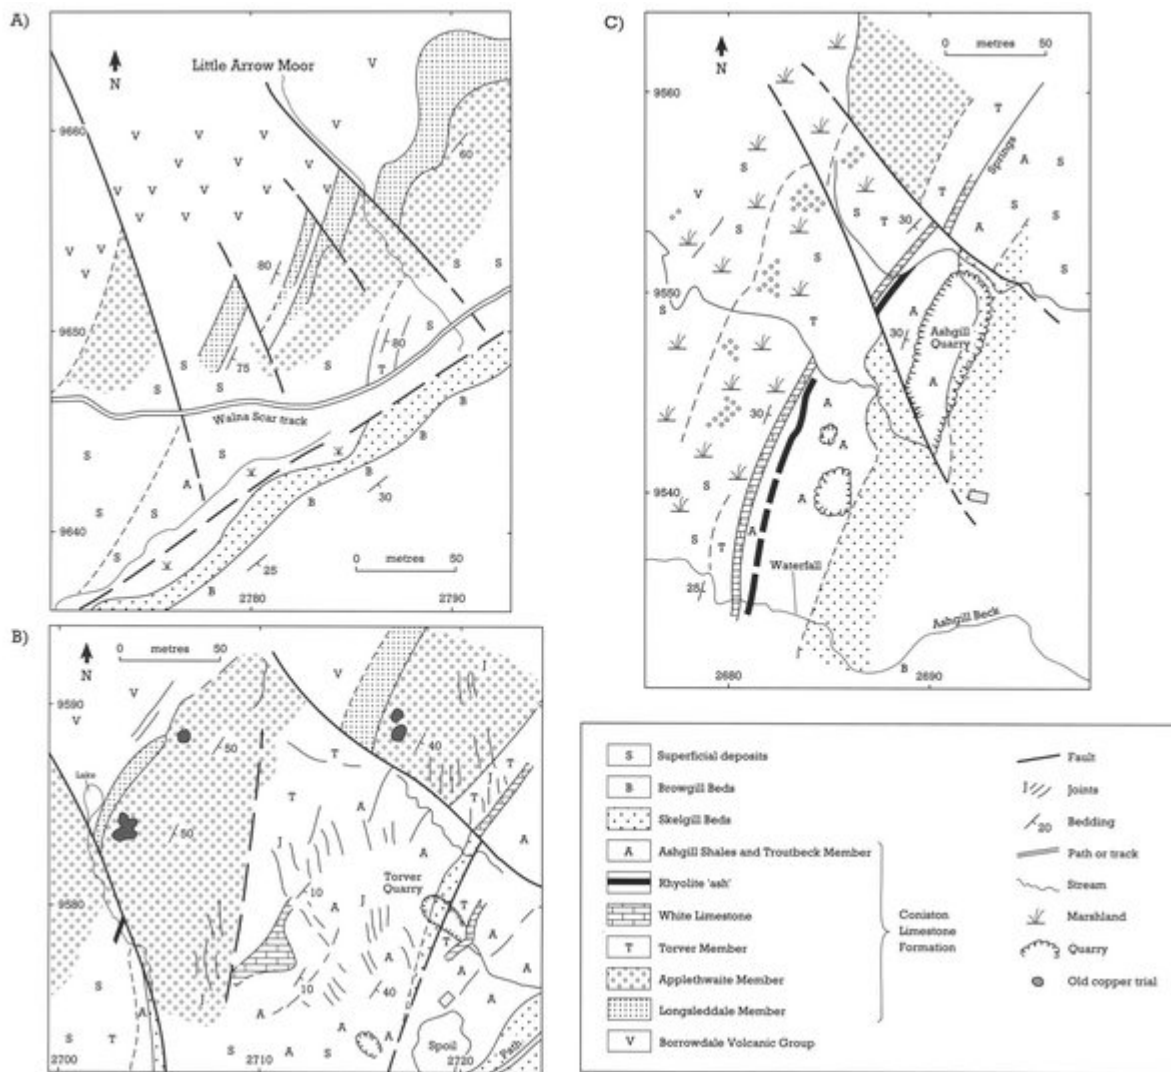 A)
N
Little Arrow Moor
V
V
V V V V V
V V V
V V V V
V V V V V
V V V
V V
V
60
80
S S
S
9660
9650
75
S
80
S
T
S
S S
Walna Scar track
B
B
S S
A
B
B
30
9640
S S
S
B
25
0 metres 50
2780
2790
B)
N
0 metres 50
V
V
V
V
9590
J
50
40
Lake
T
A
T
J
T
A
A
50
T
J
T
A
A
A
A
Torver Quarry
10
J
A
T
T
A
A
9580
A
A
10
40
A
A
S
A
J
A
A
A
S T
S A S
Spoil
Path
2700
2710
2720
C)
N
0 metres 50
9560
T
S
Springs
A
S
V
S
S T
30
T
A
S
S
S
9550
S
T
A
30
Ashgill Quarry
A
30
A
A
A
9540
S
S T
A
Waterfall
25
Ashgill Beck
B
2680
2690
S Superficial deposits
B Browgill Beds
Skelgill Beds
A Ashgill Shales and Troutbeck Member
Rhyolite 'ash'
White Limestone
T Torver Member
Applethwaite Member
Longsleddale Member
V Borrowdale Volcanic Group
Coniston
Limestone
Formation
Fault
J Joints
20 Bedding
Path or track
Stream
Marshland
Quarry
Old copper trial